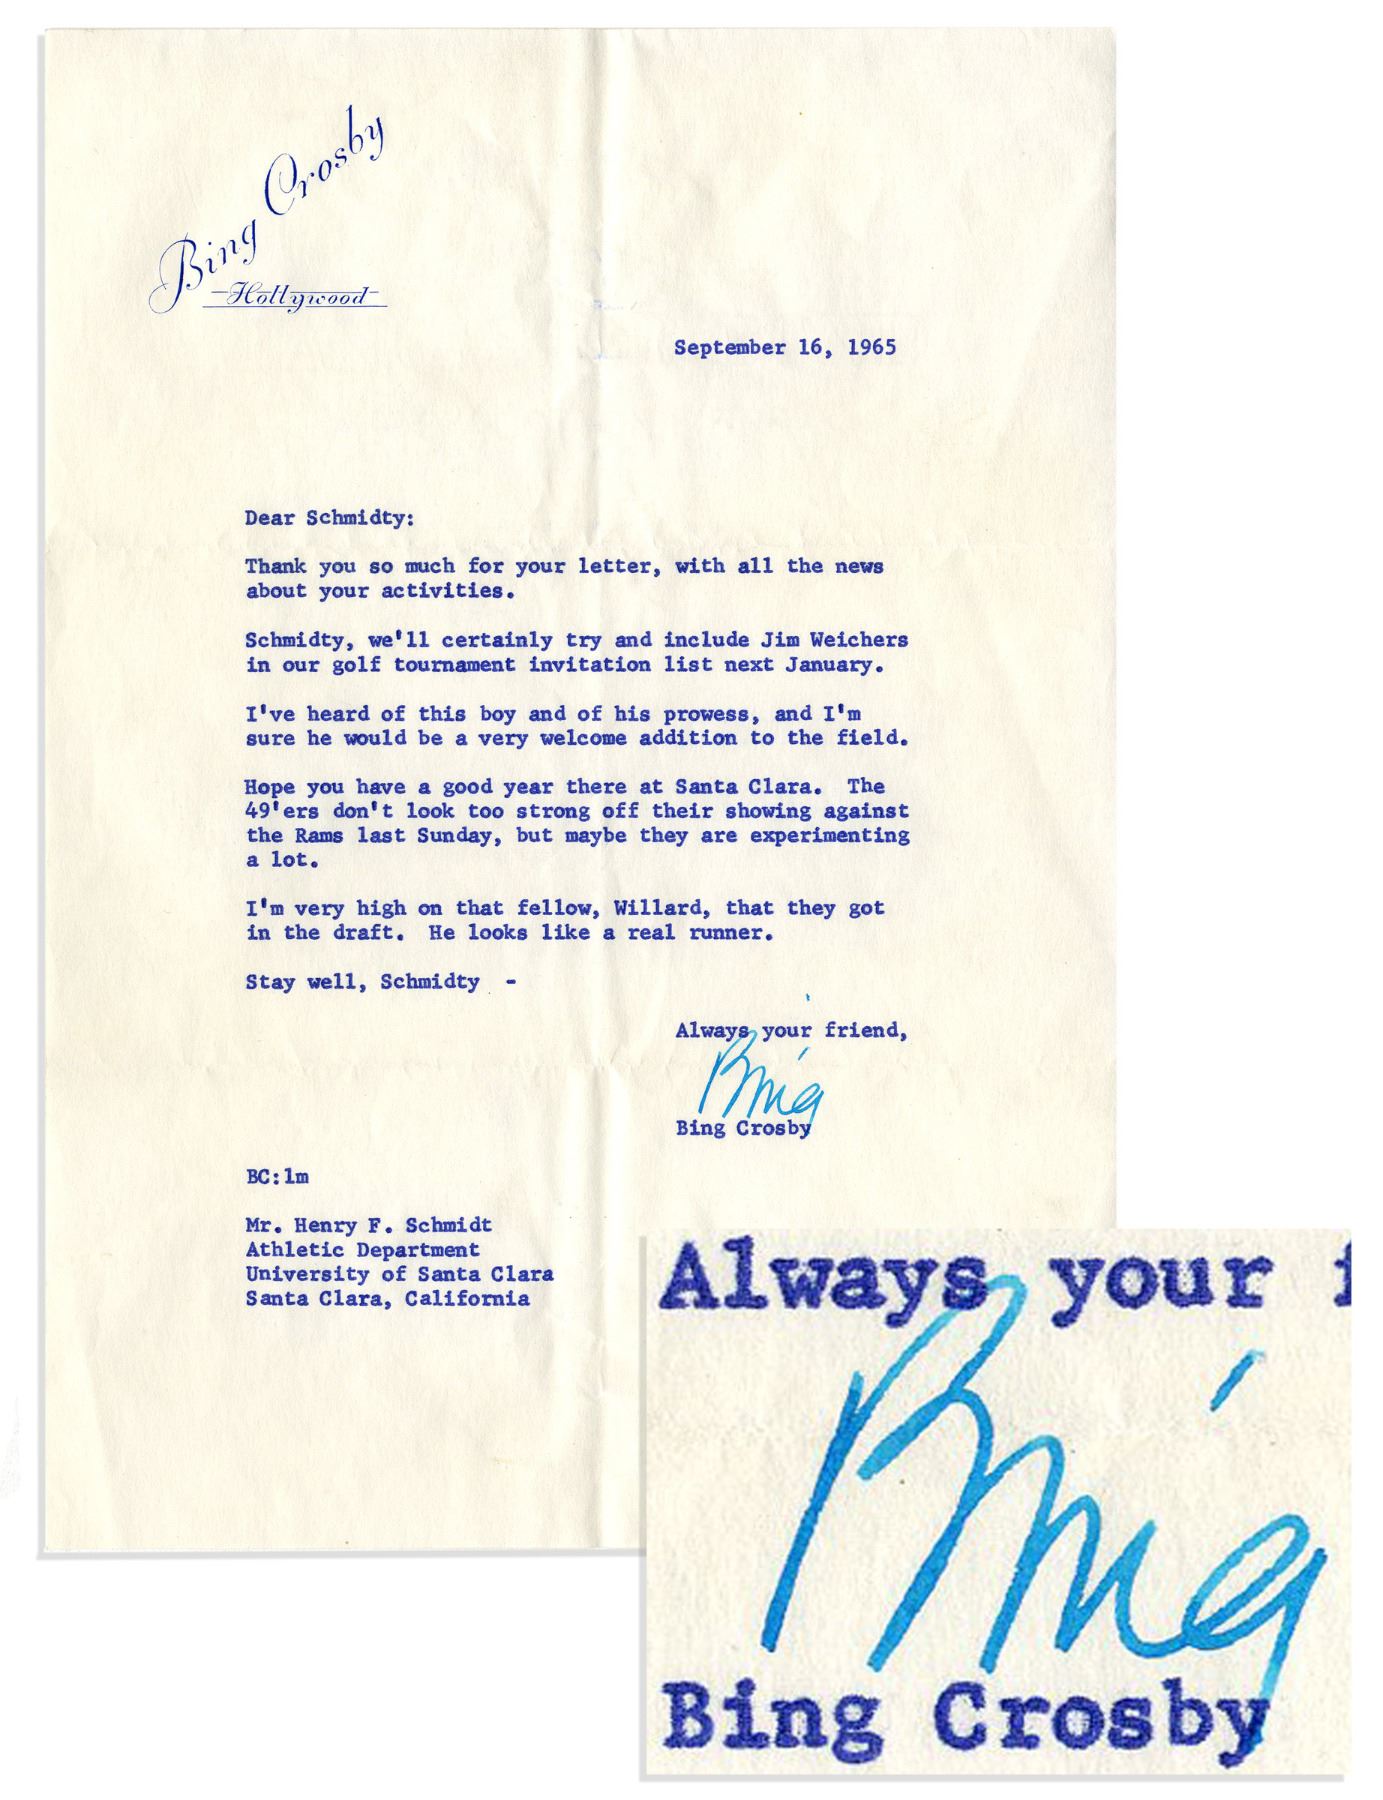 Bing Crosby
Hollywood
September 16, 1965
Dear Schmidty:
Thank you so much for your letter, with all the news
about your activities.
Schmidty, we'll certainly try and include Jim Weichers
in our golf tournament invitation list next January.
I've heard of this boy and of his prowess, and I'm
sure he would be a very welcome addition to the field.
Hope you have a good year there at Santa Clara. The
49'ers don't look too strong off their showing against
the Rams last Sunday, but maybe they are experimenting
a lot.
I'm very high on that fellow, Willard, that they got
in the draft. He looks like a real runner.
Stay well, Schmidty -
Always your friend,
Bing
Bing Crosby
BC:lm
Mr. Henry F. Schmidt
Athletic Department
University of Santa Clara
Santa Clara, California
Always your f
Bing
Bing Crosby